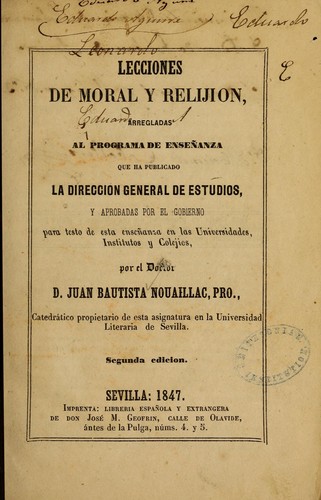 Eduardo Aguirre
Eduardo
Leonardo
E
LECCIONES
DE MORAL Y RELIJION,
Eduardo
ARREGLADAS
AL PROGRAMA DE ENSEÑANZA
QUE HA PUBLICADO
LA DIRECCION GENERAL DE ESTUDIOS,
Y APROBADAS POR EL GOBIERNO
para testo de esta enseñanza en las Universidades,
Institutos y Colejios,
por el Doctor
D. JUAN BAUTISTA NOUAILLAC, PRO.,
Catedrático propietario de esta asignatura en la Universidad
Literaria de Sevilla.
Segunda edicion.
SEVILLA: 1847.
IMPRENTA: LIBRERIA ESPAÑOLA Y EXTRANGERA
DE DON JOSÉ M. GEOFRIN, CALLE DE OLAVIDE,
ántes de la Pulga, núms. 4. y 5.